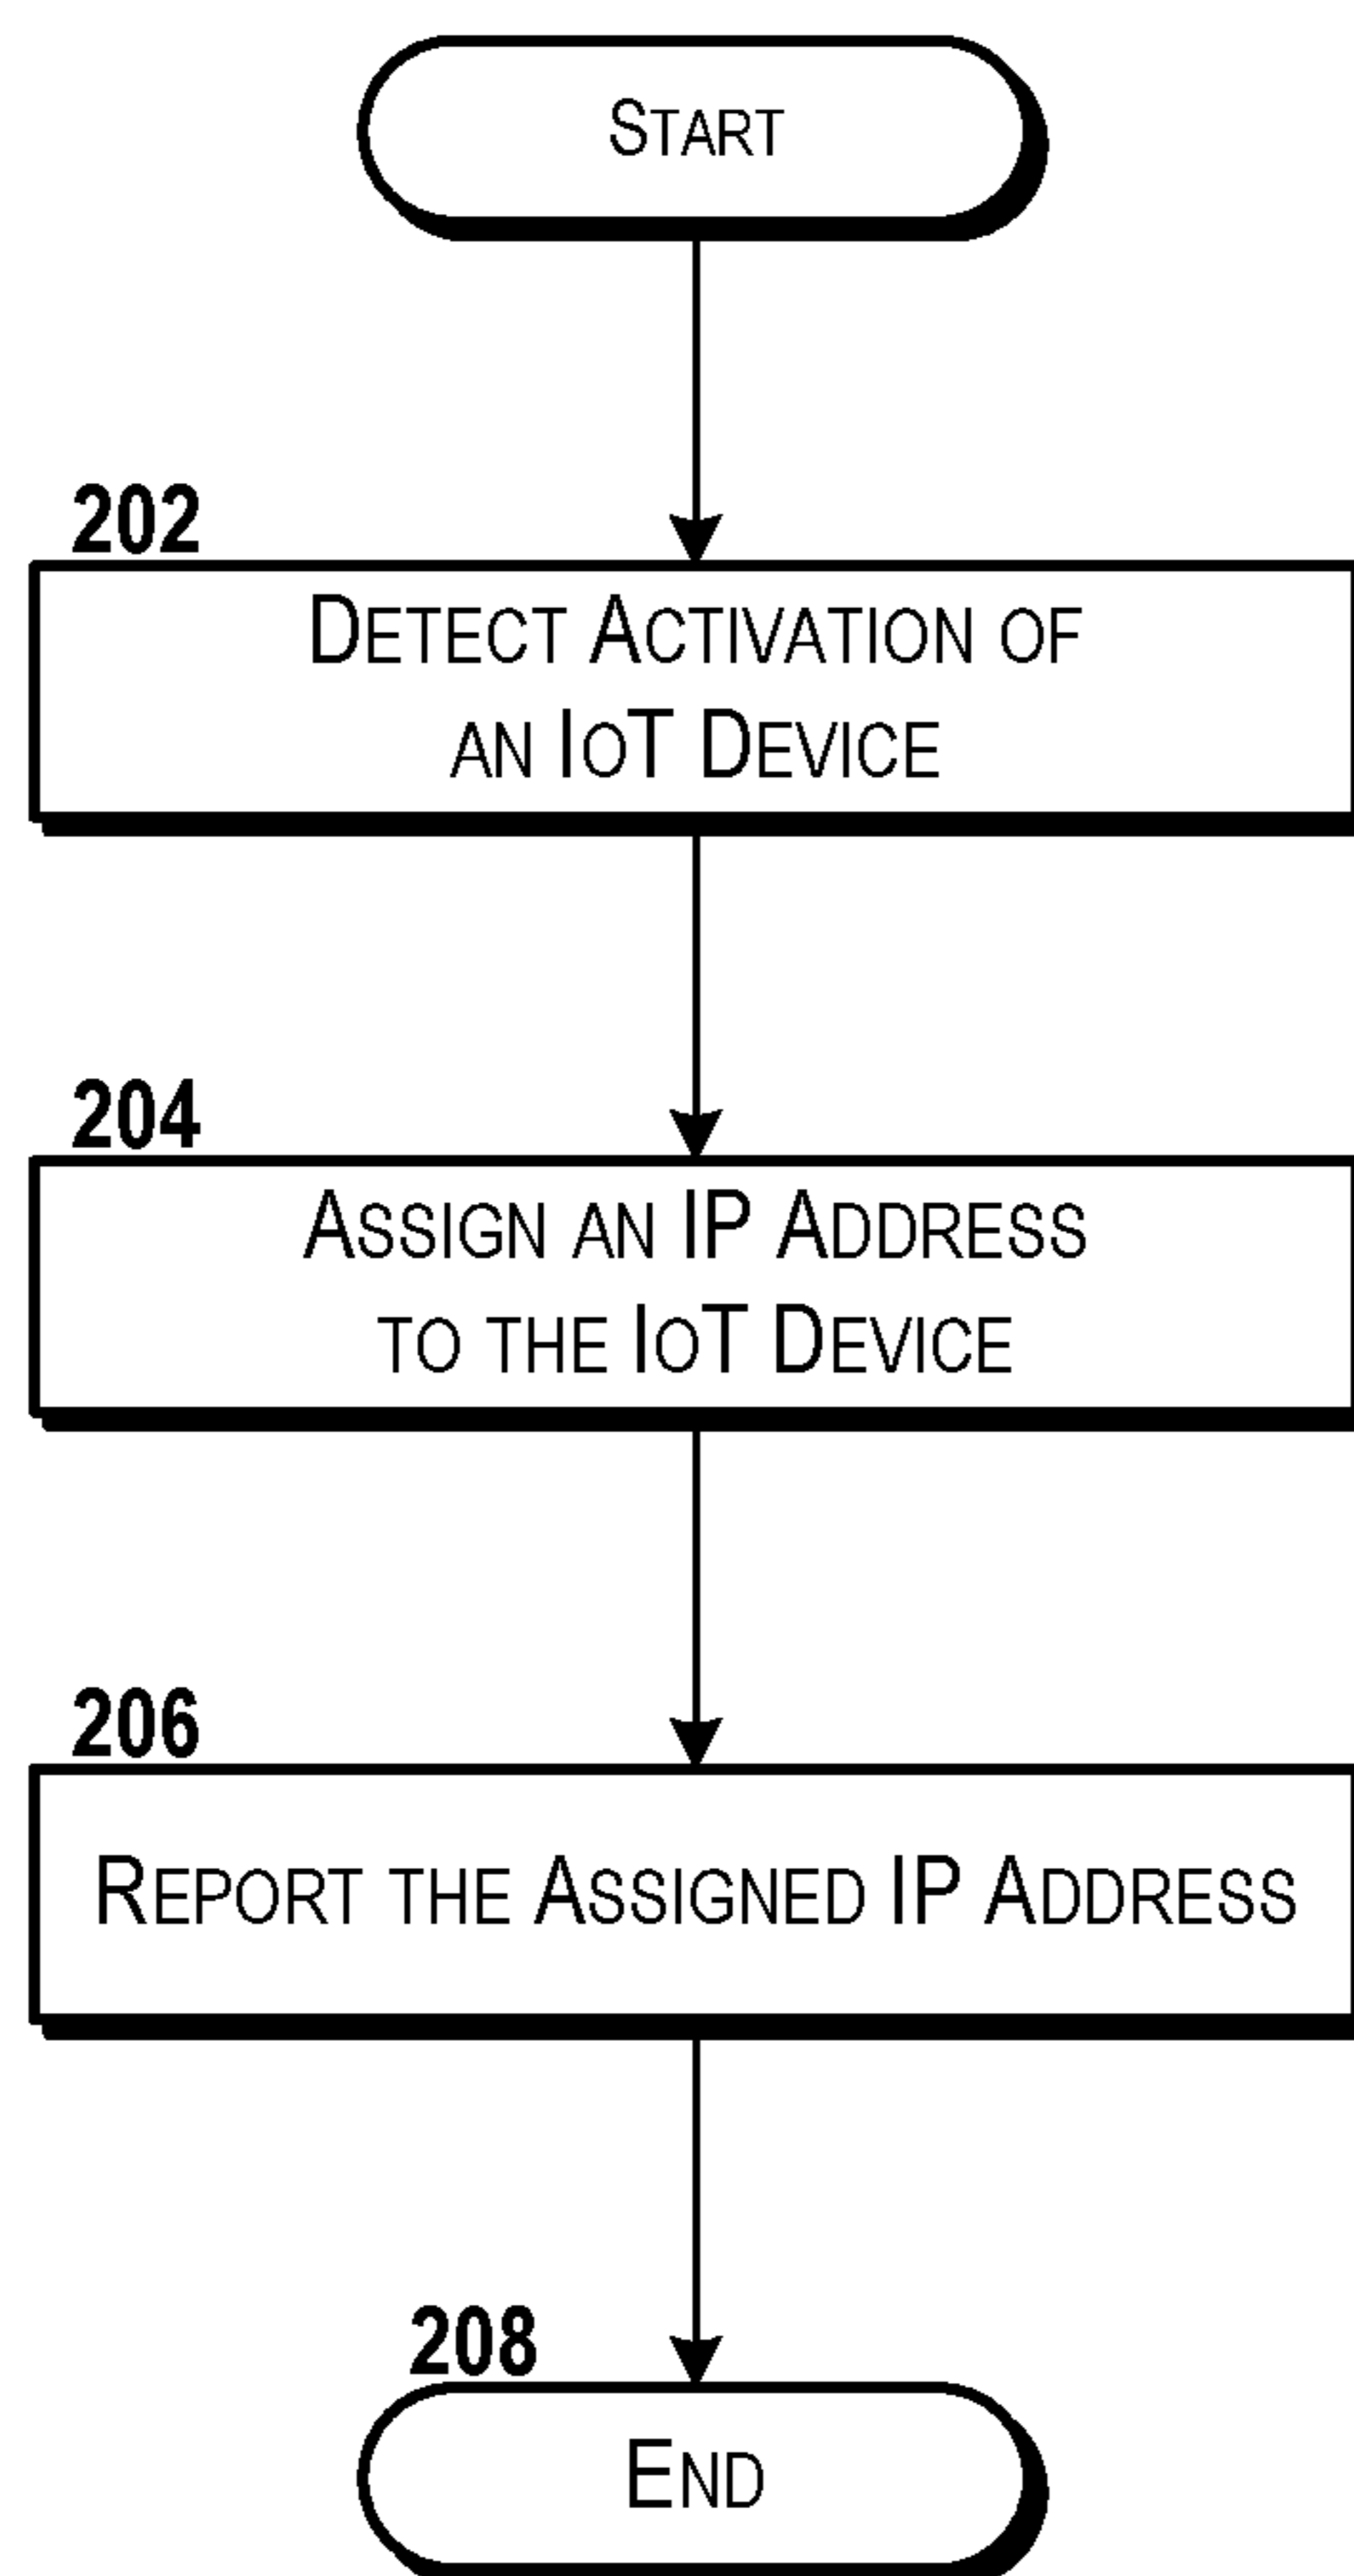 START
202
DETECT ACTIVATION OF
AN IOT DEVICE
204
ASSIGN AN IP ADDRESS
TO THE IOT DEVICE
206
REPORT THE ASSIGNED IP ADDRESS
208
END